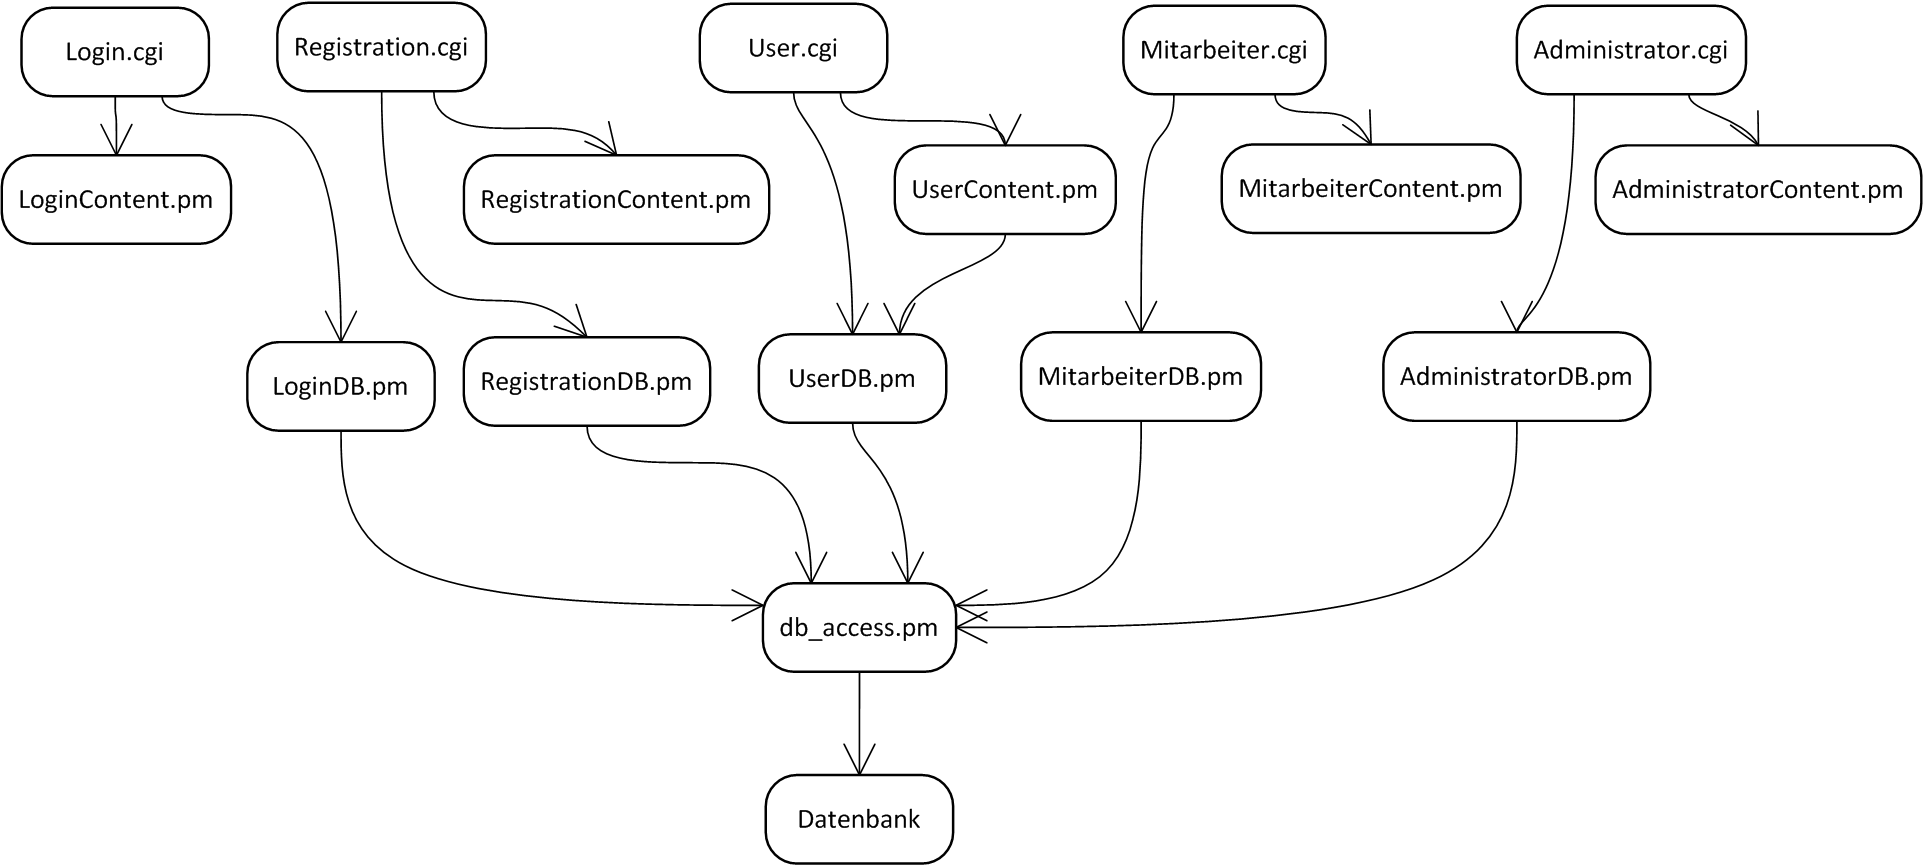 Login.cgi
Registration.cgi
User.cgi
Mitarbeiter.cgi
Administrator.cgi
LoginContent.pm
RegistrationContent.pm
UserContent.pm
MitarbeiterContent.pm
AdministratorContent.pm
LoginDB.pm
RegistrationDB.pm
UserDB.pm
MitarbeiterDB.pm
AdministratorDB.pm
db_access.pm
Datenbank